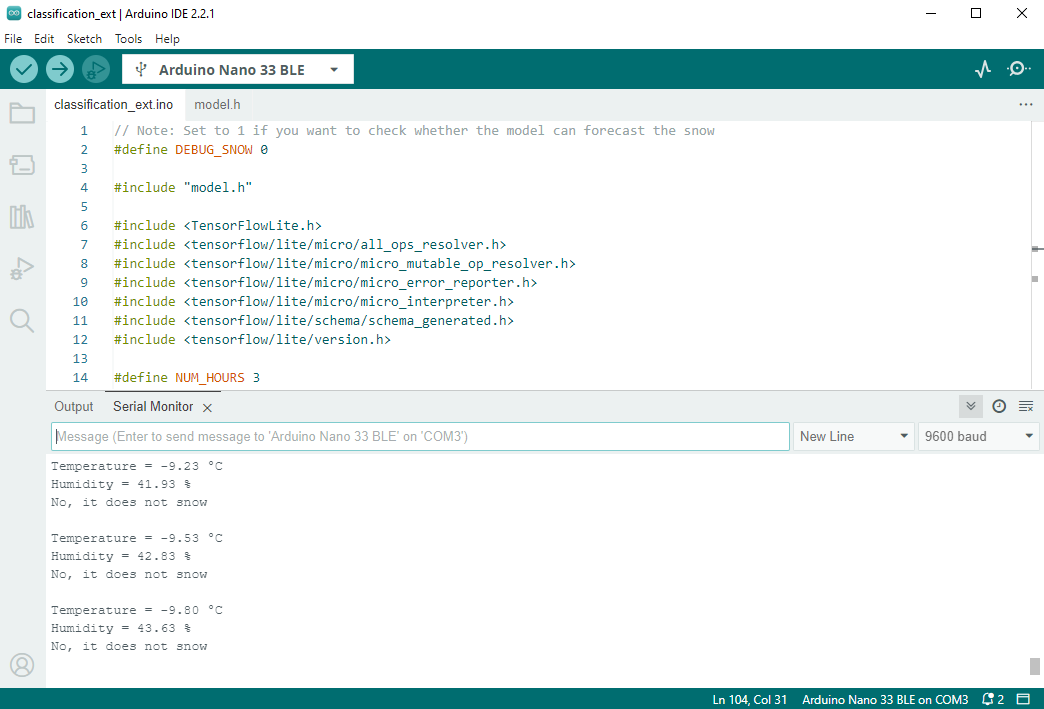 classification_ext | Arduino IDE 2.2.1
File Edit Sketch Tools Help
Arduino Nano 33 BLE
classification_ext.ino model.h
1 // Note: Set to 1 if you want to check whether the model can forecast the snow
2 #define DEBUG_SNOW 0
3
4 #include "model.h"
5
6 #include <TensorFlowLite.h>
7 #include <tensorflow/lite/micro/all_ops_resolver.h>
8 #include <tensorflow/lite/micro/micro_mutable_op_resolver.h>
9 #include <tensorflow/lite/micro/micro_error_reporter.h>
10 #include <tensorflow/lite/micro/micro_interpreter.h>
11 #include <tensorflow/lite/schema/schema_generated.h>
12 #include <tensorflow/lite/version.h>
13
14 #define NUM_HOURS 3
Output Serial Monitor
Message (Enter to send message to 'Arduino Nano 33 BLE' on 'COM3') New Line 9600 baud
Temperature = -9.23 °C
Humidity = 41.93 %
No, it does not snow
Temperature = -9.53 °C
Humidity = 42.83 %
No, it does not snow
Temperature = -9.80 °C
Humidity = 43.63 %
No, it does not snow
Ln 104, Col 31 Arduino Nano 33 BLE on COM3 2